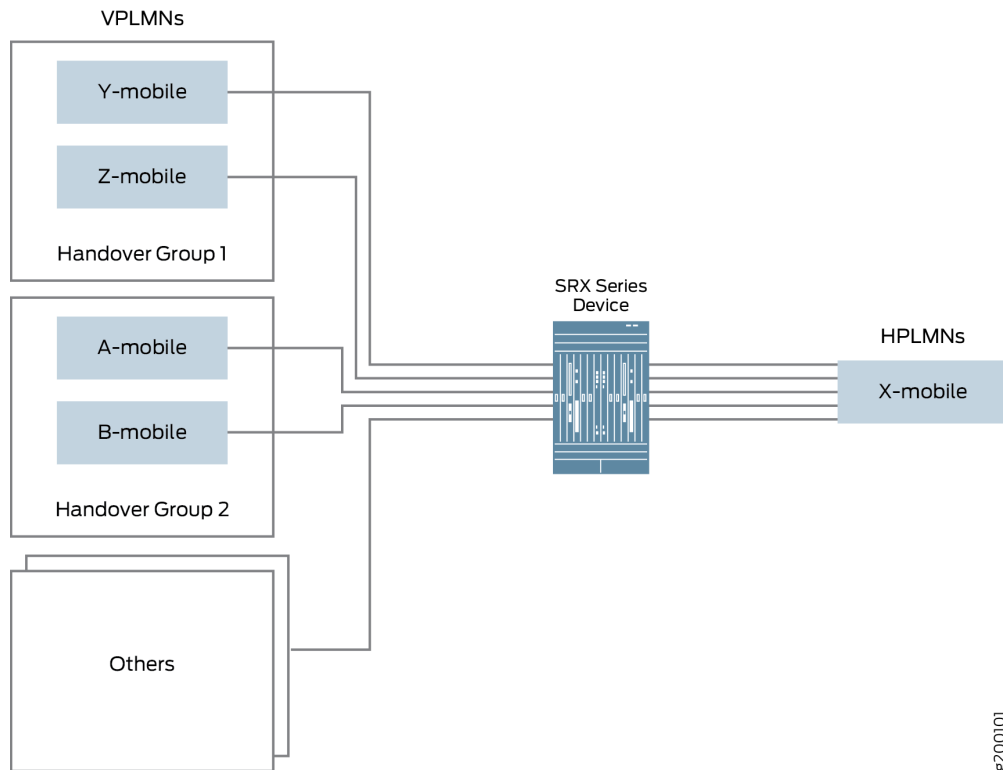 VPLMNs
Y-mobile
Z-mobile
Handover Group 1
A-mobile
B-mobile
Handover Group 2
Others
SRX Series
Device
HPLMNs
X-mobile
g200101